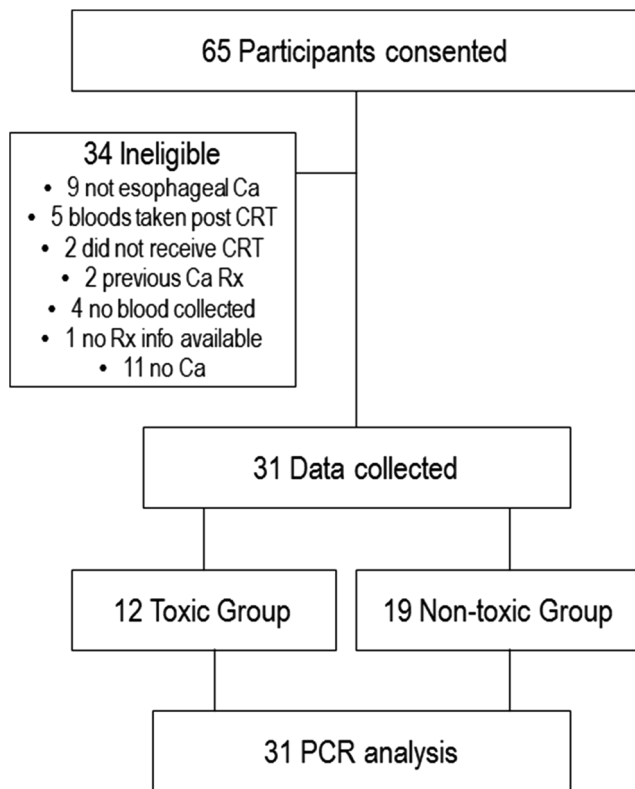 65 Participants consented
34 Ineligible
• 9 not esophageal Ca
• 5 bloods taken post CRT
• 2 did not receive CRT
• 2 previous Ca Rx
• 4 no blood collected
• 1 no Rx info available
• 11 no Ca
31 Data collected
12 Toxic Group
19 Non-toxic Group
31 PCR analysis